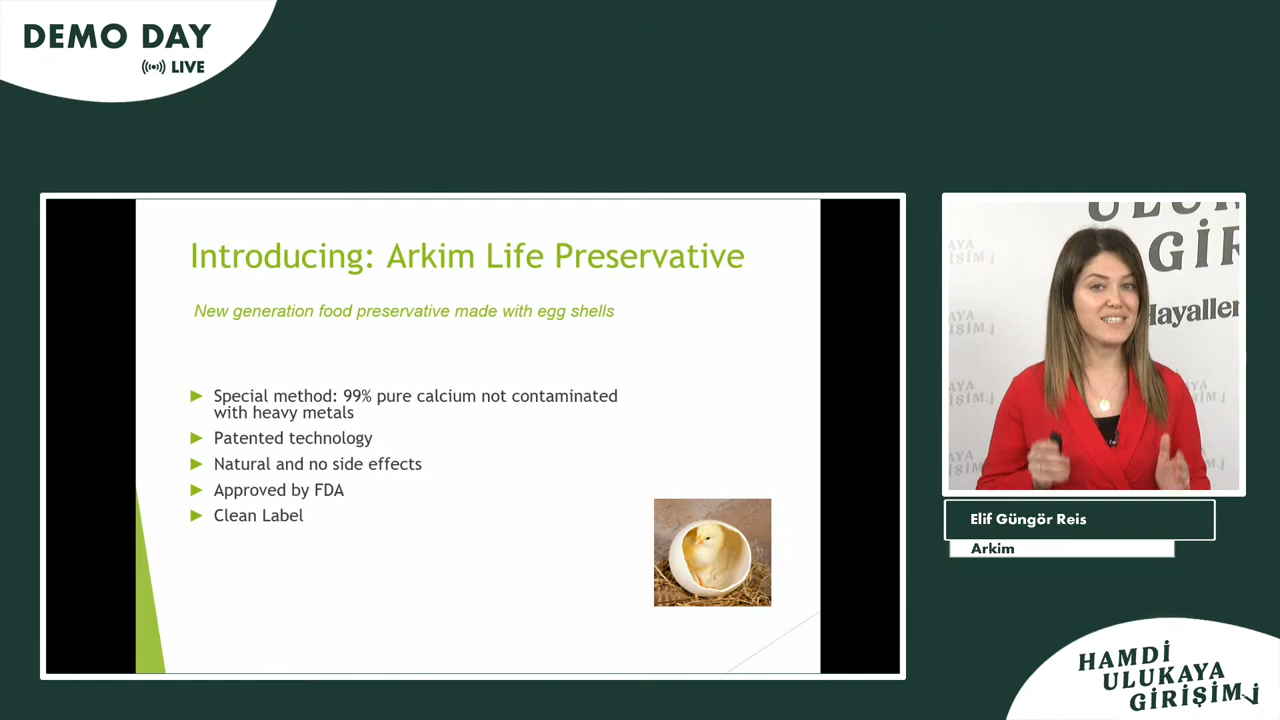 DEMO DAY
LIVE
Introducing: Arkim Life Preservative
New generation food preservative made with egg shells
Special method: 99% pure calcium not contaminated
with heavy metals
Patented technology
Natural and no side effects
Approved by FDA
Clean Label
GİR
Hayaller
Elif Güngör Reis
Arkim
HAMDİ
ULUKAYA
GİRİŞİMİ